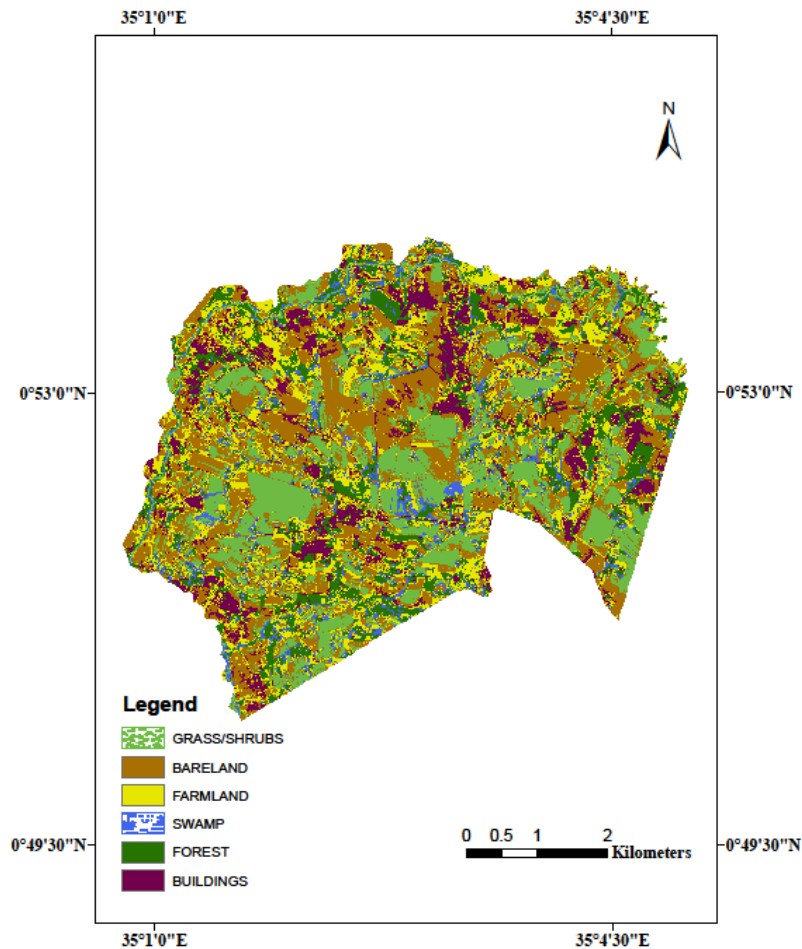 35°1'0"E 35°4'30"E
N
0°53'0"N 0°53'0"N
Legend
GRASS/SHRUBS
BARELAND
FARMLAND
SWAMP
FOREST
BUILDINGS
0 0.5 1 2
Kilometers
0°49'30"N 0°49'30"N
35°1'0"E 35°4'30"E